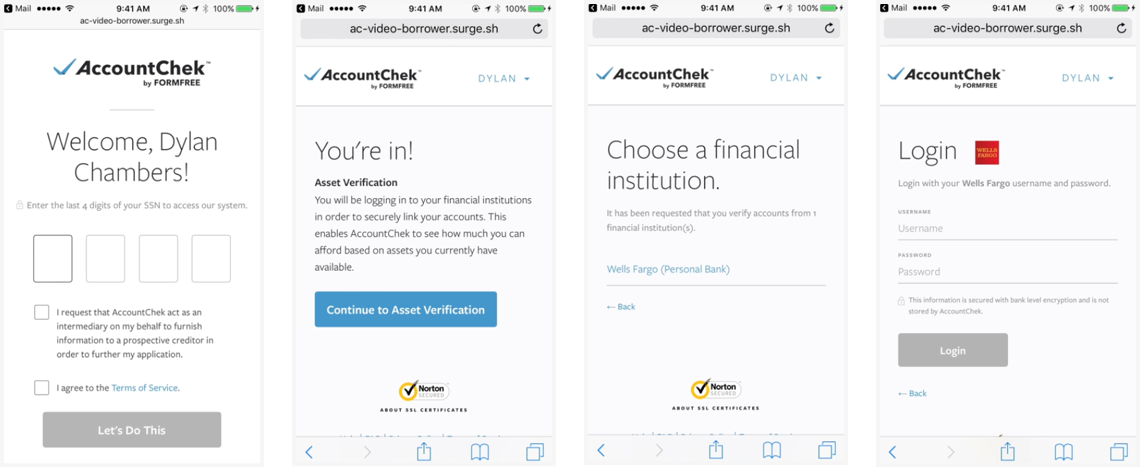 Mail 9:41 AM 100%
ac-video-borrower.surge.sh
AccountChek™
by FORMFREE
Welcome, Dylan
Chambers!
Enter the last 4 digits of your SSN to access our system.
I request that AccountChek act as an
intermediary on my behalf to furnish
information to a prospective creditor in
order to further my application.
I agree to the Terms of Service.
Let's Do This
Mail 9:41 AM 100%
ac-video-borrower.surge.sh
AccountChek™
by FORMFREE
DYLAN
You're in!
Asset Verification
You will be logging in to your financial institutions
in order to securely link your accounts. This
enables AccountChek to see how much you can
afford based on assets you currently have
available.
Continue to Asset Verification
Norton
SECURED
ABOUT SSL CERTIFICATES
Mail 9:41 AM 100%
ac-video-borrower.surge.sh
AccountChek™
by FORMFREE
DYLAN
Choose a financial
institution.
It has been requested that you verify accounts from 1
financial institution(s).
Wells Fargo (Personal Bank)
← Back
Norton
SECURED
ABOUT SSL CERTIFICATES
Mail 9:41 AM 100%
ac-video-borrower.surge.sh
AccountChek™
by FORMFREE
DYLAN
Login
WELLS
FARGO
Login with your Wells Fargo username and password.
USERNAME
Username
PASSWORD
Password
This information is secured with bank level encryption and is not
stored by AccountChek.
Login
← Back